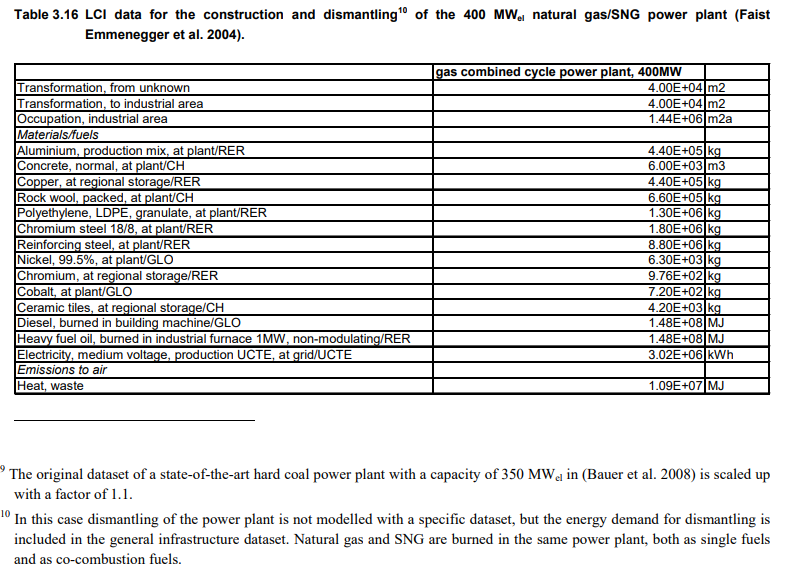 Table 3.16 LCI data for the construction and dismantling10 of the 400 MWel natural gas/SNG power plant (Faist
Emmenegger et al. 2004).
gas combined cycle power plant, 400MW
Transformation, from unknown 4.00E+04 m2
Transformation, to industrial area 4.00E+04 m2
Occupation, industrial area 1.44E+06 m2a
Materials/fuels
Aluminium, production mix, at plant/RER 4.40E+05 kg
Concrete, normal, at plant/CH 6.00E+03 m3
Copper, at regional storage/RER 4.40E+05 kg
Rock wool, packed, at plant/CH 6.60E+05 kg
Polyethylene, LDPE, granulate, at plant/RER 1.30E+06 kg
Chromium steel 18/8, at plant/RER 1.80E+06 kg
Reinforcing steel, at plant/RER 8.80E+06 kg
Nickel, 99.5%, at plant/GLO 6.30E+03 kg
Chromium, at regional storage/RER 9.76E+02 kg
Cobalt, at plant/GLO 7.20E+02 kg
Ceramic tiles, at regional storage/CH 4.20E+03 kg
Diesel, burned in building machine/GLO 1.48E+08 MJ
Heavy fuel oil, burned in industrial furnace 1MW, non-modulating/RER 1.48E+08 MJ
Electricity, medium voltage, production UCTE, at grid/UCTE 3.02E+06 kWh
Emissions to air
Heat, waste 1.09E+07 MJ
9 The original dataset of a state-of-the-art hard coal power plant with a capacity of 350 MWel in (Bauer et al. 2008) is scaled up
with a factor of 1.1.
10 In this case dismantling of the power plant is not modelled with a specific dataset, but the energy demand for dismantling is
included in the general infrastructure dataset. Natural gas and SNG are burned in the same power plant, both as single fuels
and as co-combustion fuels.